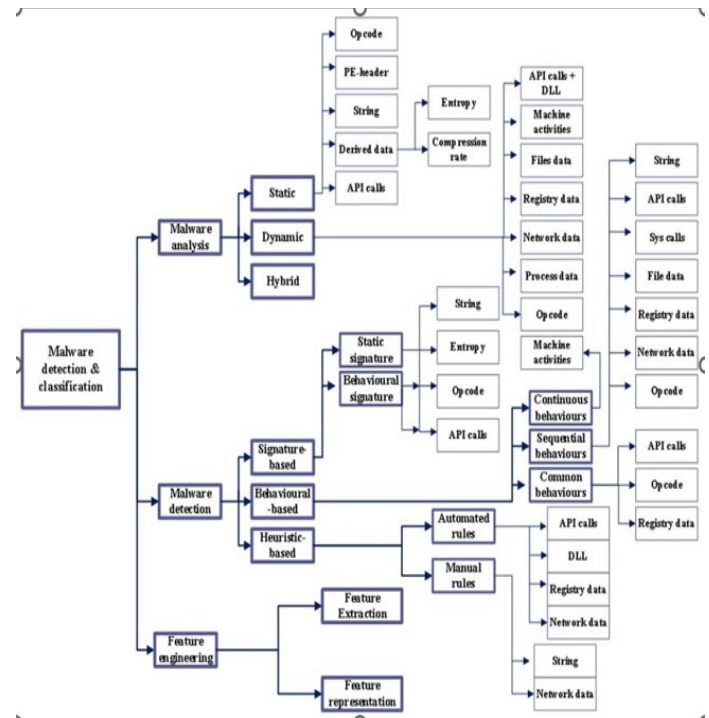 Malware
detection &
classification
Malware
analysis
Static
Opcode
PE-header
String
Derived data
Entropy
Compression
rate
API calls
Dynamic
API calls +
DLL
Machine
activities
Files data
Registry data
Network data
Process data
Opcode
Hybrid
Malware
detection
Signature-
based
Static
signature
Behavioural
signature
String
Entropy
Opcode
API calls
Behavioural
-based
Continuous
behaviours
Machine
activities
Sequential
behaviours
String
API calls
Sys calls
File data
Registry data
Network data
Opcode
Common
behaviours
API calls
Opcode
Registry data
Heuristic-
based
Automated
rules
API calls
DLL
Registry data
Network data
Manual
rules
String
Network data
Feature
engineering
Feature
Extraction
Feature
representation